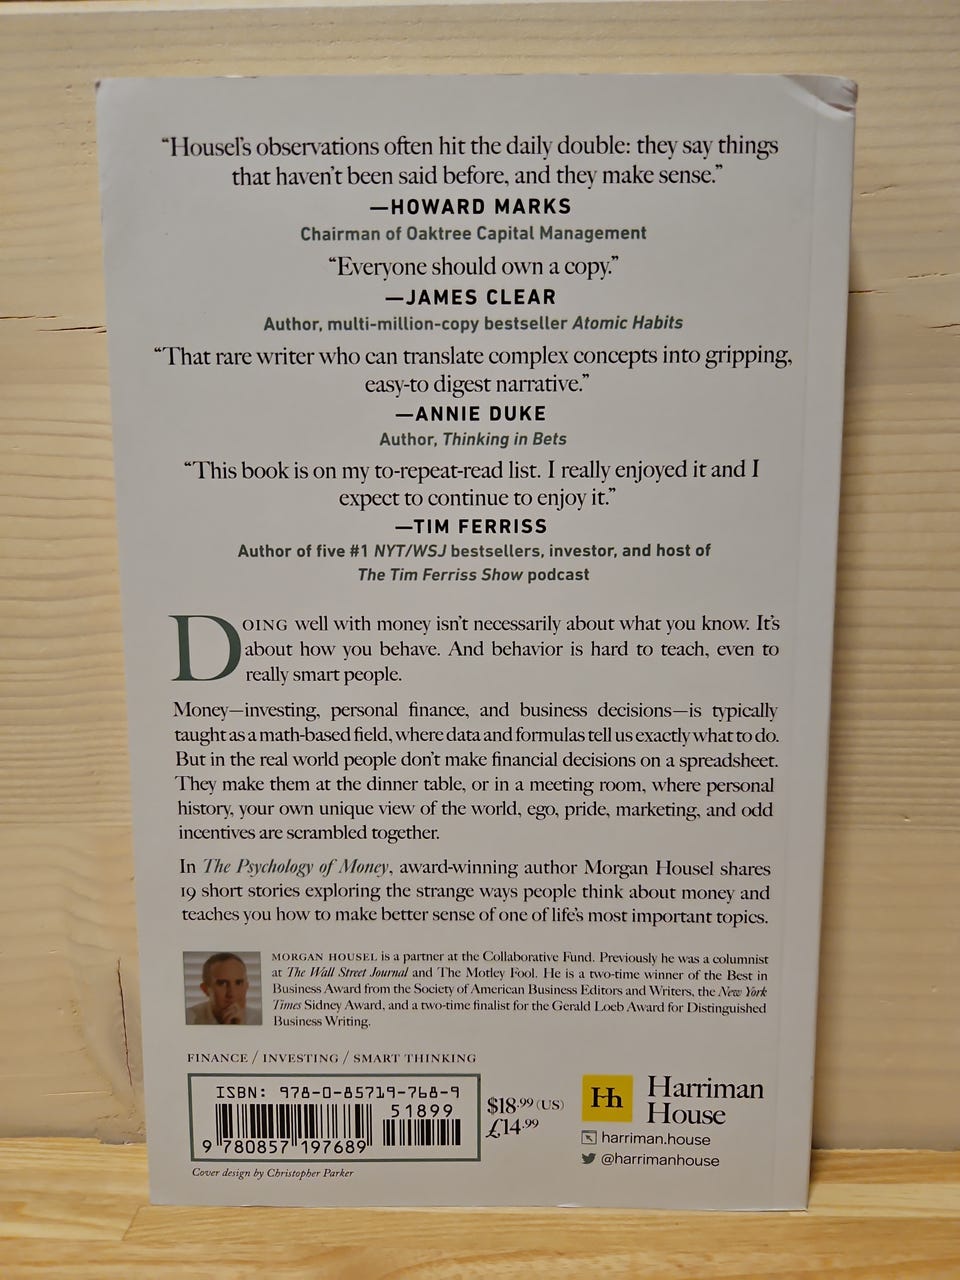 “Housel’s observations often hit the daily double: they say things
that haven’t been said before, and they make sense.”
—HOWARD MARKS
Chairman of Oaktree Capital Management
“Everyone should own a copy.”
—JAMES CLEAR
Author, multi-million-copy bestseller Atomic Habits
“That rare writer who can translate complex concepts into gripping,
easy-to digest narrative.”
—ANNIE DUKE
Author, Thinking in Bets
“This book is on my to-repeat-read list. I really enjoyed it and I
expect to continue to enjoy it.”
—TIM FERRISS
Author of five #1 NYT/WSJ bestsellers, investor, and host of
The Tim Ferriss Show podcast
DOING well with money isn’t necessarily about what you know. It’s
about how you behave. And behavior is hard to teach, even to
really smart people.
Money—investing, personal finance, and business decisions—is typically
taught as a math-based field, where data and formulas tell us exactly what to do.
But in the real world people don’t make financial decisions on a spreadsheet.
They make them at the dinner table, or in a meeting room, where personal
history, your own unique view of the world, ego, pride, marketing, and odd
incentives are scrambled together.
In The Psychology of Money, award-winning author Morgan Housel shares
19 short stories exploring the strange ways people think about money and
teaches you how to make better sense of one of life’s most important topics.
MORGAN HOUSEL is a partner at the Collaborative Fund. Previously he was a columnist
at The Wall Street Journal and The Motley Fool. He is a two-time winner of the Best in
Business Award from the Society of American Business Editors and Writers, the New York
Times Sidney Award, and a two-time finalist for the Gerald Loeb Award for Distinguished
Business Writing.
FINANCE / INVESTING / SMART THINKING
ISBN: 978-0-85719-768-9
51899
9 780857 197689
$18.99 (US)
£14.99
Hh
Harriman
House
harriman.house
@harrimanhouse
Cover design by Christopher Parker